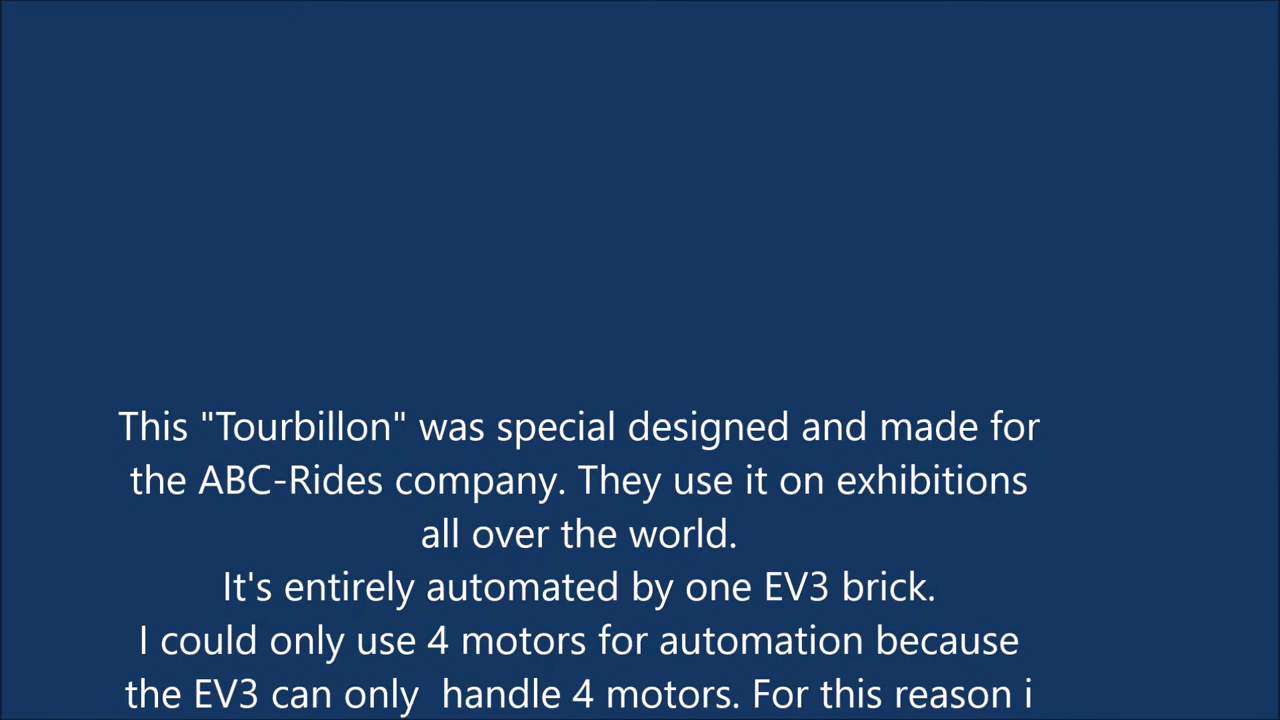 This "Tourbillon" was special designed and made for
the ABC-Rides company. They use it on exhibitions
all over the world.
It's entirely automated by one EV3 brick.
I could only use 4 motors for automation because
the EV3 can only  handle 4 motors. For this reason i